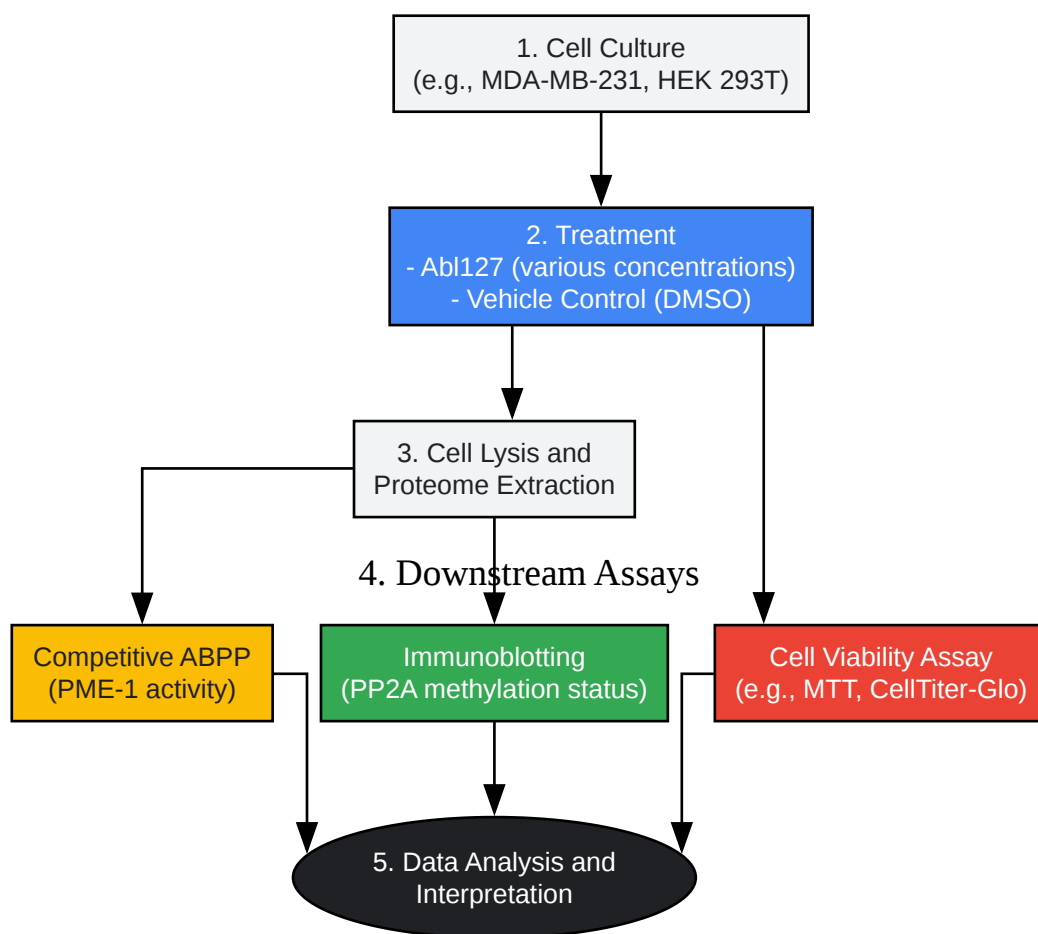 1. Cell Culture
(e.g., MDA-MB-231, HEK 293T)
2. Treatment
- Abl127 (various concentrations)
- Vehicle Control (DMSO)
3. Cell Lysis and
Proteome Extraction
4. Downstream Assays
Competitive ABPP
(PME-1 activity)
Immunoblotting
(PP2A methylation status)
Cell Viability Assay
(e.g., MTT, CellTiter-Glo)
5. Data Analysis and
Interpretation